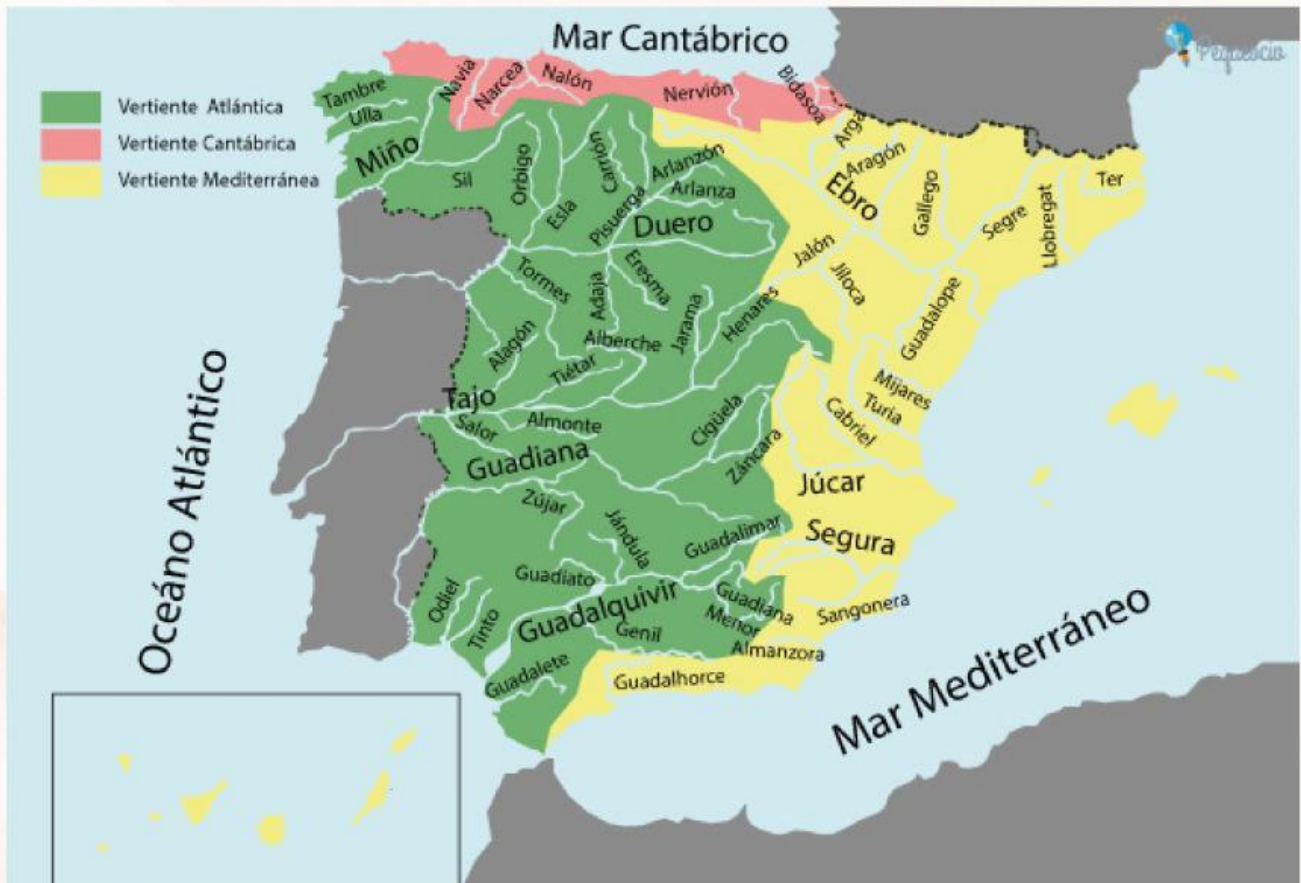 Mar Cantábrico
PequeOcio
Vertiente Atlántica
Vertiente Cantábrica
Vertiente Mediterránea
Tambre
Ulla
Miño
Sil
Navia
Narcea
Nalón
Nervión
Bidasoa
Orbigo
Esla
Carrión
Pisuerga
Arlanzón
Arlanza
Duero
Arga
Aragón
Ebro
Gallego
Segre
Llobregat
Ter
Jalón
Jiloca
Guadalope
Tormes
Adaja
Eresma
Jarama
Henares
Alagón
Alberche
Tiétar
Tajo
Almonte
Salor
Mijares
Turia
Cabriel
Cigüela
Záncara
Guadiana
Júcar
Zújar
Jándula
Guadalimar
Segura
Guadiato
Guadalquivir
Guadiana
Menor
Sangonera
Odiel
Tinto
Genil
Almanzora
Guadalete
Guadalhorce
Oceáno Atlántico
Mar Mediterráneo